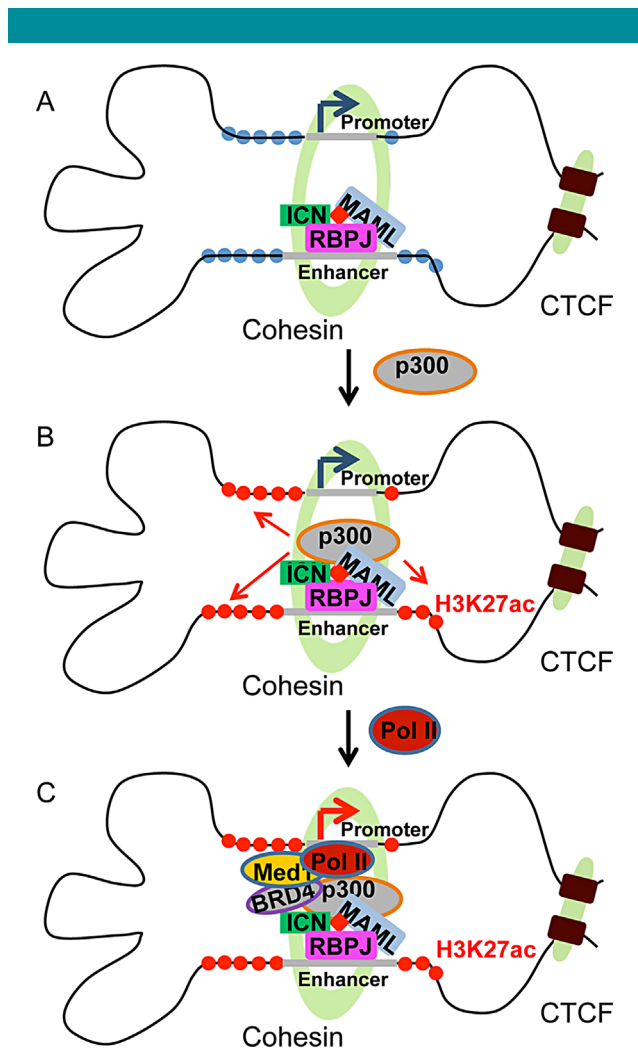 A
Promoter
ICN
MAML
RBPJ
Enhancer
Cohesin
CTCF
p300
B
Promoter
p300
ICN
MAML
RBPJ
H3K27ac
Enhancer
Cohesin
CTCF
Pol II
C
Promoter
Pol II
Med1
p300
BRD4
ICN
MAML
RBPJ
H3K27ac
Enhancer
Cohesin
CTCF